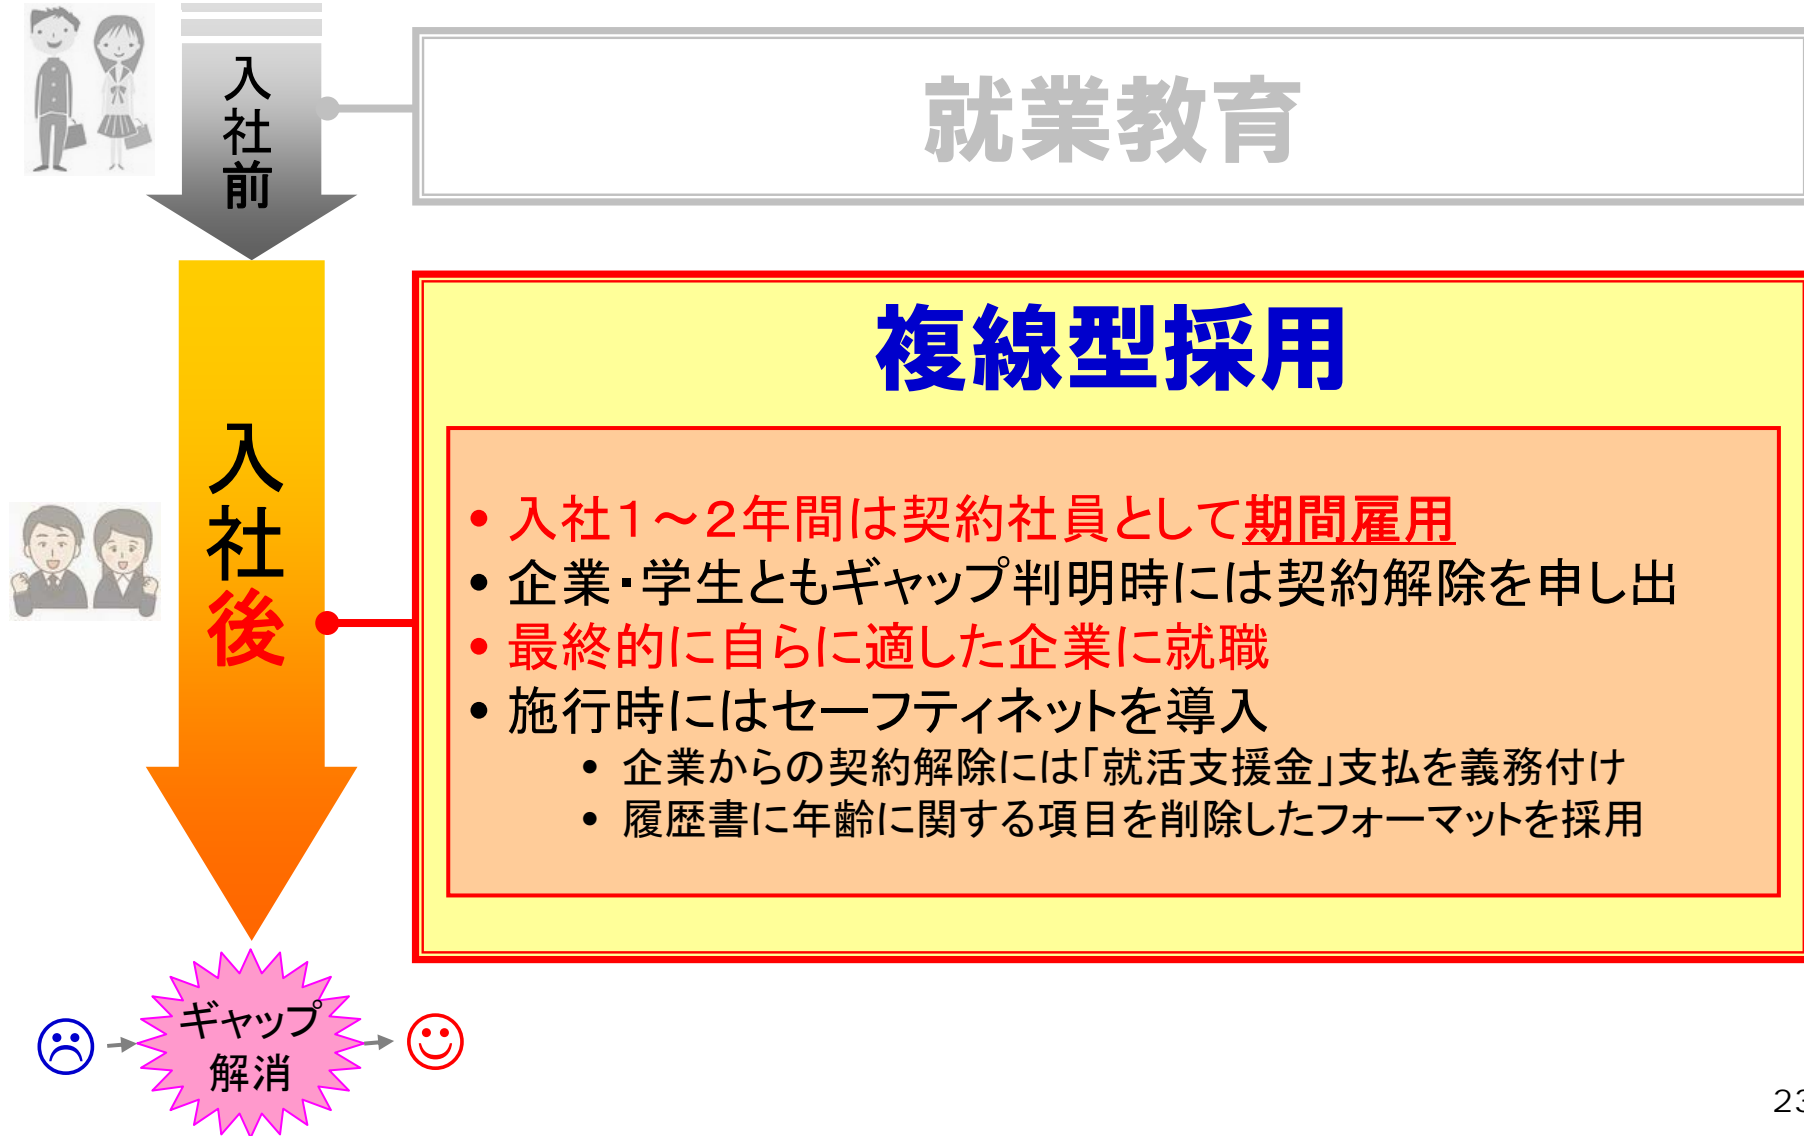 入社前
就業教育
複線型採用
入社後
• 入社１～２年間は契約社員として期間雇用
• 企業・学生ともギャップ判明時には契約解除を申し出
• 最終的に自らに適した企業に就職
• 施行時にはセーフティネットを導入
• 企業からの契約解除には「就活支援金」支払を義務付け
• 履歴書に年齢に関する項目を削除したフォーマットを採用
ギャップ
解消
23